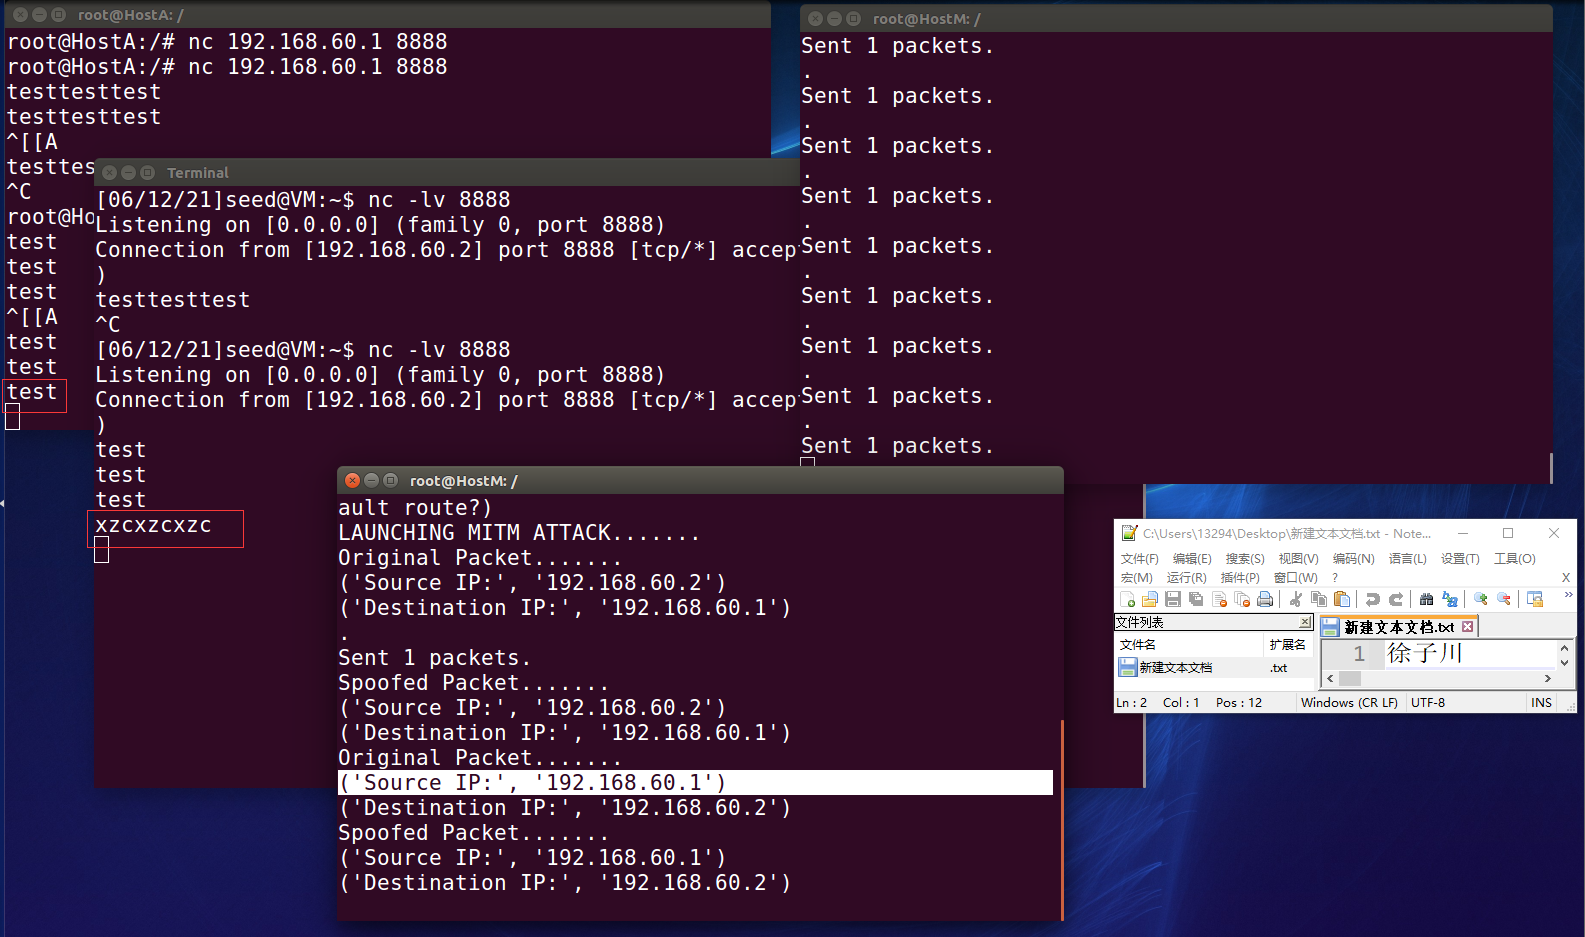 root@HostA: /
root@HostA:/# nc 192.168.60.1 8888
root@HostA:/# nc 192.168.60.1 8888
testtesttest
testtesttest
^[[A
testtes
^C
root@Ho
test
test
test
^[[A
test
test
test
Terminal
[06/12/21]seed@VM:~$ nc -lv 8888
Listening on [0.0.0.0] (family 0, port 8888)
Connection from [192.168.60.2] port 8888 [tcp/*] accep
)
testtesttest
^C
[06/12/21]seed@VM:~$ nc -lv 8888
Listening on [0.0.0.0] (family 0, port 8888)
Connection from [192.168.60.2] port 8888 [tcp/*] accep
)
test
test
test
xzcxzcxzc
root@HostM: /
Sent 1 packets.
.
Sent 1 packets.
.
Sent 1 packets.
.
Sent 1 packets.
.
Sent 1 packets.
.
Sent 1 packets.
.
Sent 1 packets.
.
Sent 1 packets.
.
Sent 1 packets.
root@HostM: /
ault route?)
LAUNCHING MITM ATTACK.......
Original Packet.......
('Source IP:', '192.168.60.2')
('Destination IP:', '192.168.60.1')
.
Sent 1 packets.
Spoofed Packet.......
('Source IP:', '192.168.60.2')
('Destination IP:', '192.168.60.1')
Original Packet.......
('Source IP:', '192.168.60.1')
('Destination IP:', '192.168.60.2')
Spoofed Packet.......
('Source IP:', '192.168.60.1')
('Destination IP:', '192.168.60.2')
C:\Users\13294\Desktop\新建文本文档.txt - Note...
文件(F) 编辑(E) 搜索(S) 视图(V) 编码(N) 语言(L) 设置(T) 工具(O)
宏(M) 运行(R) 插件(P) 窗口(W) ? X
文件列表
文件名 扩展名
新建文本文档 .txt
新建文本文档.txt
1 徐子川
Ln : 2 Col : 1 Pos : 12 Windows (CR LF) UTF-8 INS